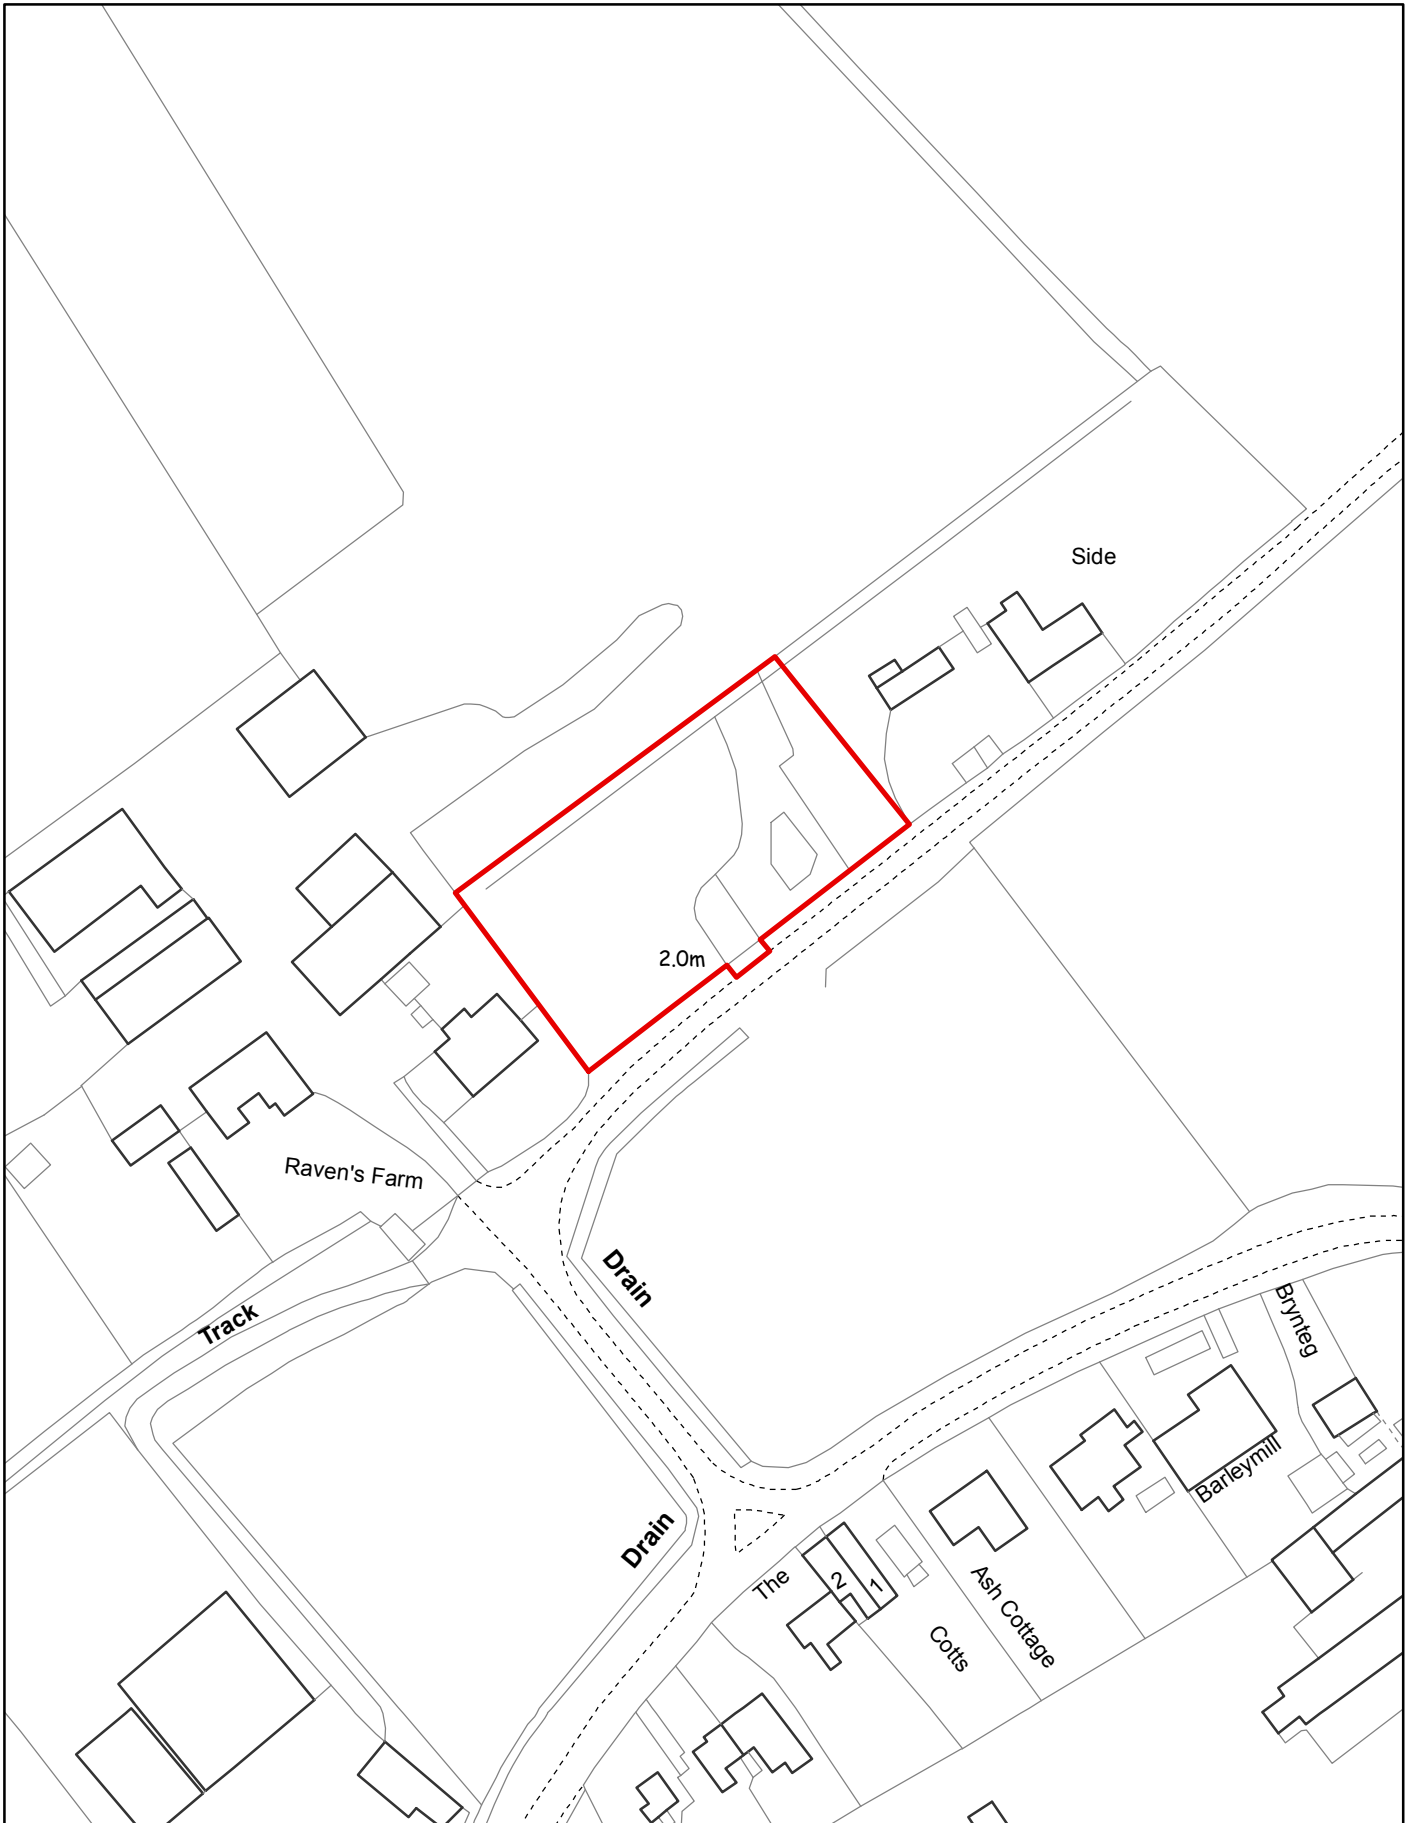 Side
2.0m
Raven's Farm
Drain
Track
Brynteg
Barleymill
Drain
The
2
1
Ash Cottage
Cotts